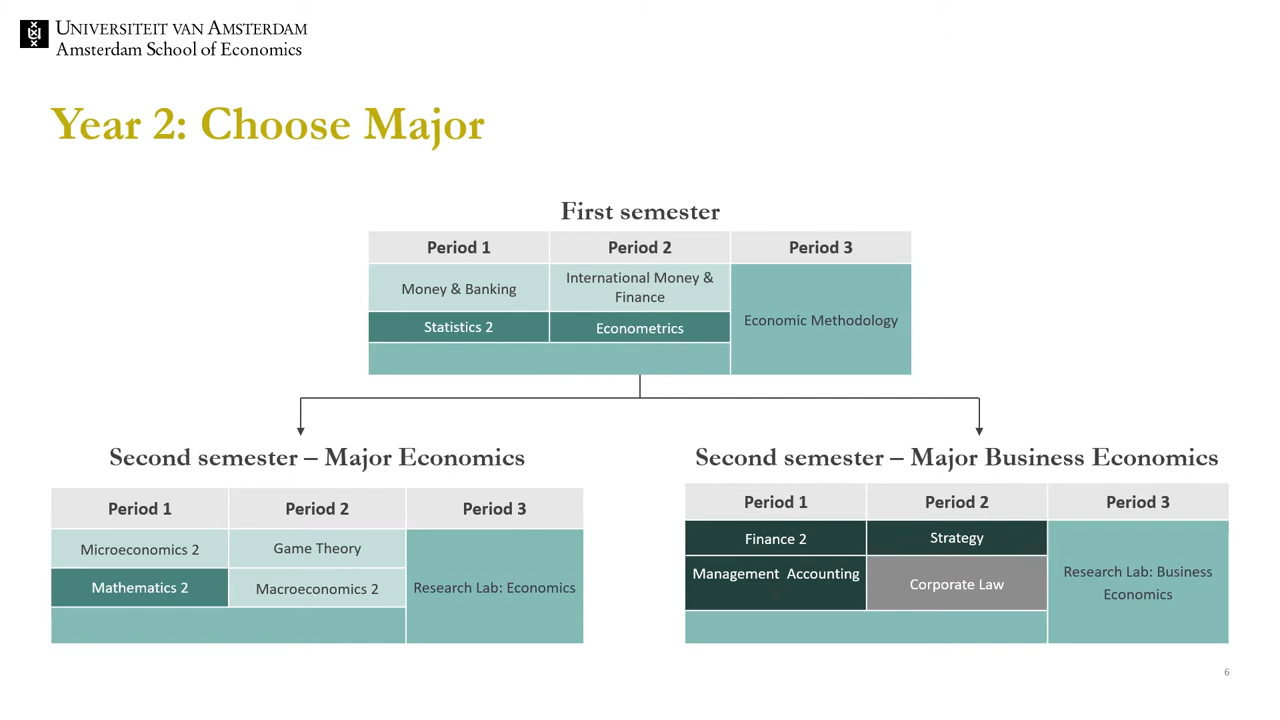 UNIVERSITEIT VAN AMSTERDAM
Amsterdam School of Economics
Year 2: Choose Major
First semester
Period 1
Period 2
Period 3
Money & Banking
International Money &
Finance
Economic Methodology
Statistics 2
Econometrics
Second semester – Major Economics
Period 1
Period 2
Period 3
Microeconomics 2
Game Theory
Research Lab: Economics
Mathematics 2
Macroeconomics 2
Second semester – Major Business Economics
Period 1
Period 2
Period 3
Finance 2
Strategy
Research Lab: Business
Economics
Management Accounting
Corporate Law
6